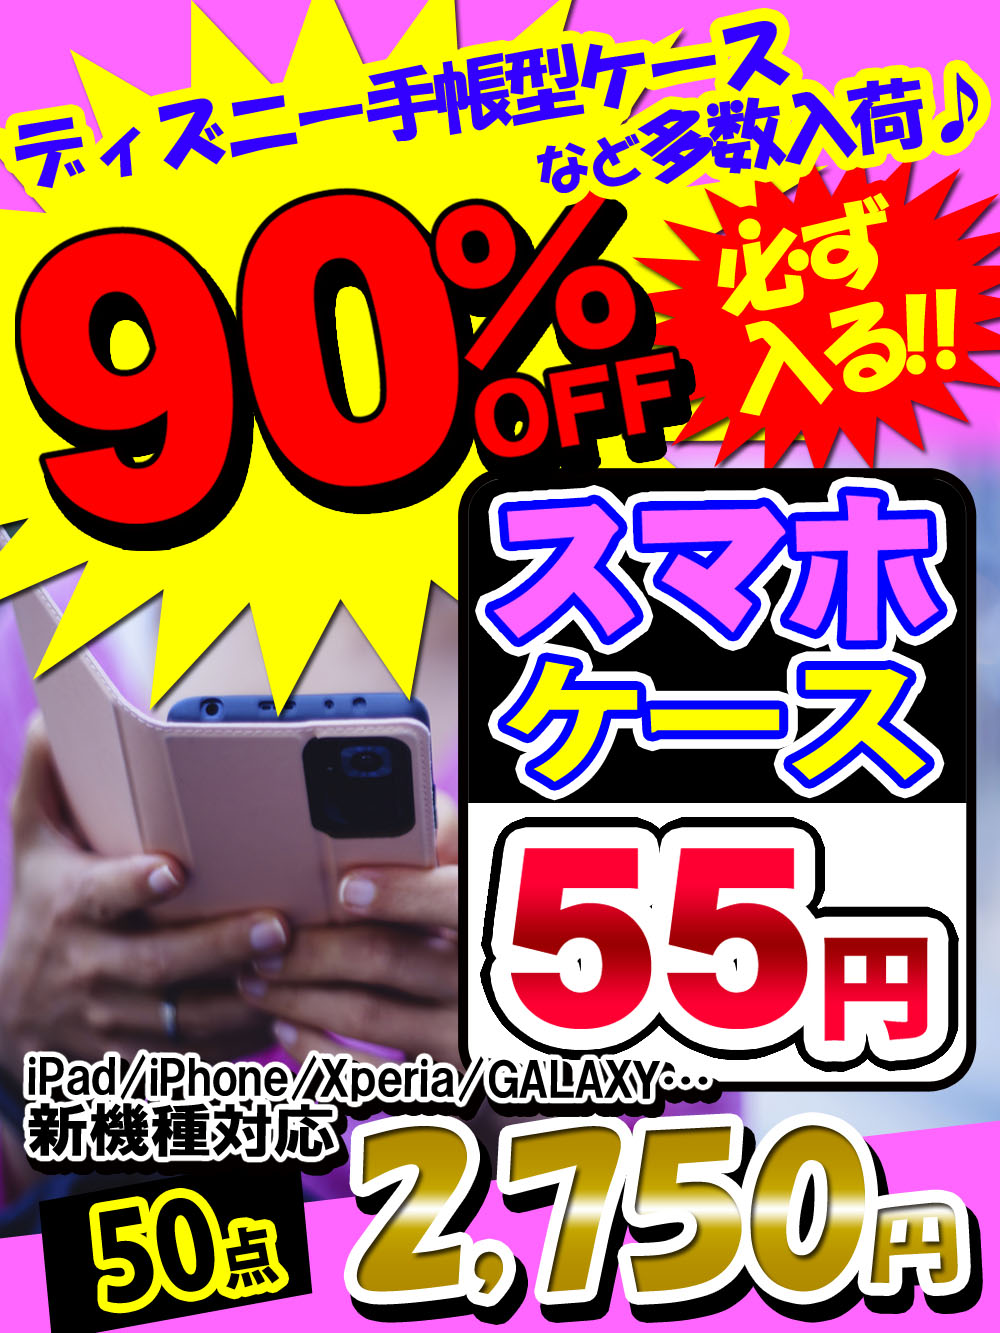 ディズニー手帳型ケース
など多数入荷♪
90%
OFF
必ず
入る!!
スマホ
ケース
55円
iPad/iPhone/Xperia/GALAXY…
新機種対応
50点
2,750円